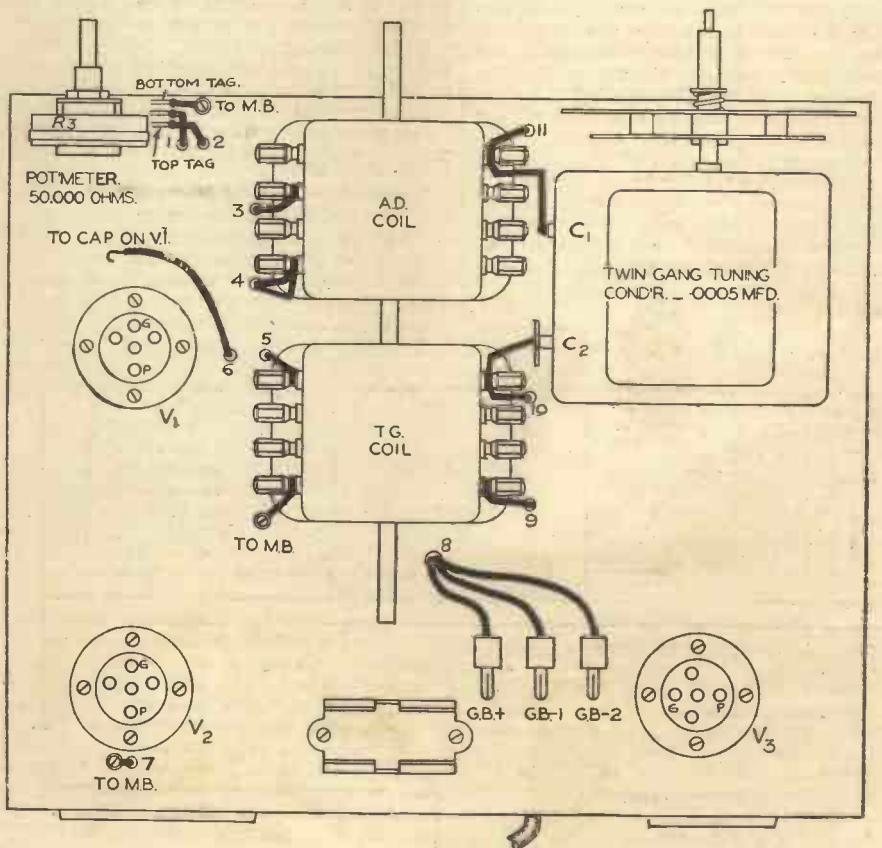 BOTTOM TAG.
TO M.B.
R3
1 2
TOP TAG
POT'METER.
50,000 OHMS.
11
3
A.D.
COIL
C1
4
TO CAP ON V.1.
TWIN GANG TUNING
COND'R. _ .0005 MFD.
G
P
V1
6
5
C2
10
T.G.
COIL
9
TO M.B.
8
G
P
V2
7
TO M.B.
G.B.+ G.B.-1 G.B-2
G P
V3